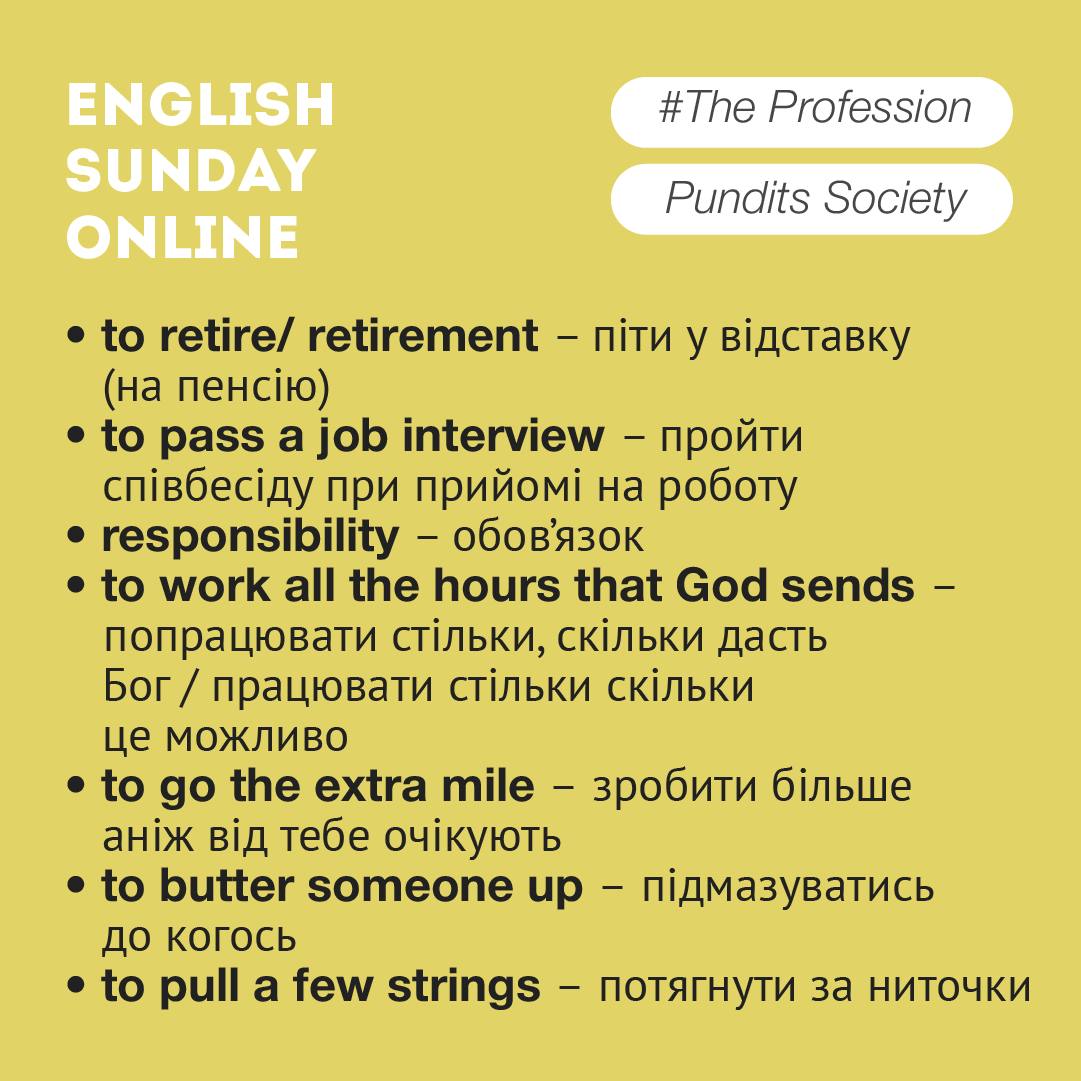 ENGLISH
SUNDAY
ONLINE
#The Profession
Pundits Society
• to retire/ retirement – піти у відставку
(на пенсію)
• to pass a job interview – пройти
співбесіду при прийомі на роботу
• responsibility – обов’язок
• to work all the hours that God sends –
попрацювати стільки, скільки дасть
Бог / працювати стільки скільки
це можливо
• to go the extra mile – зробити більше
аніж від тебе очікують
• to butter someone up – підмазуватись
до когось
• to pull a few strings – потягнути за ниточки